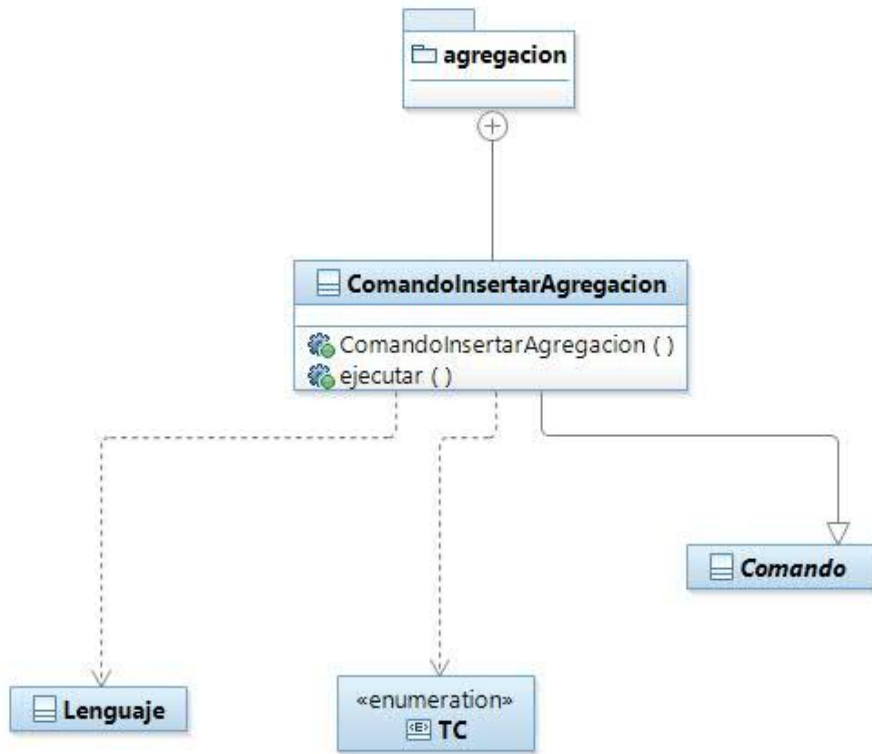 agregacion
ComandoInsertarAgregacion
ComandoInsertarAgregacion ( )
ejecutar ( )
Comando
Lenguaje
«enumeration»
<E> TC